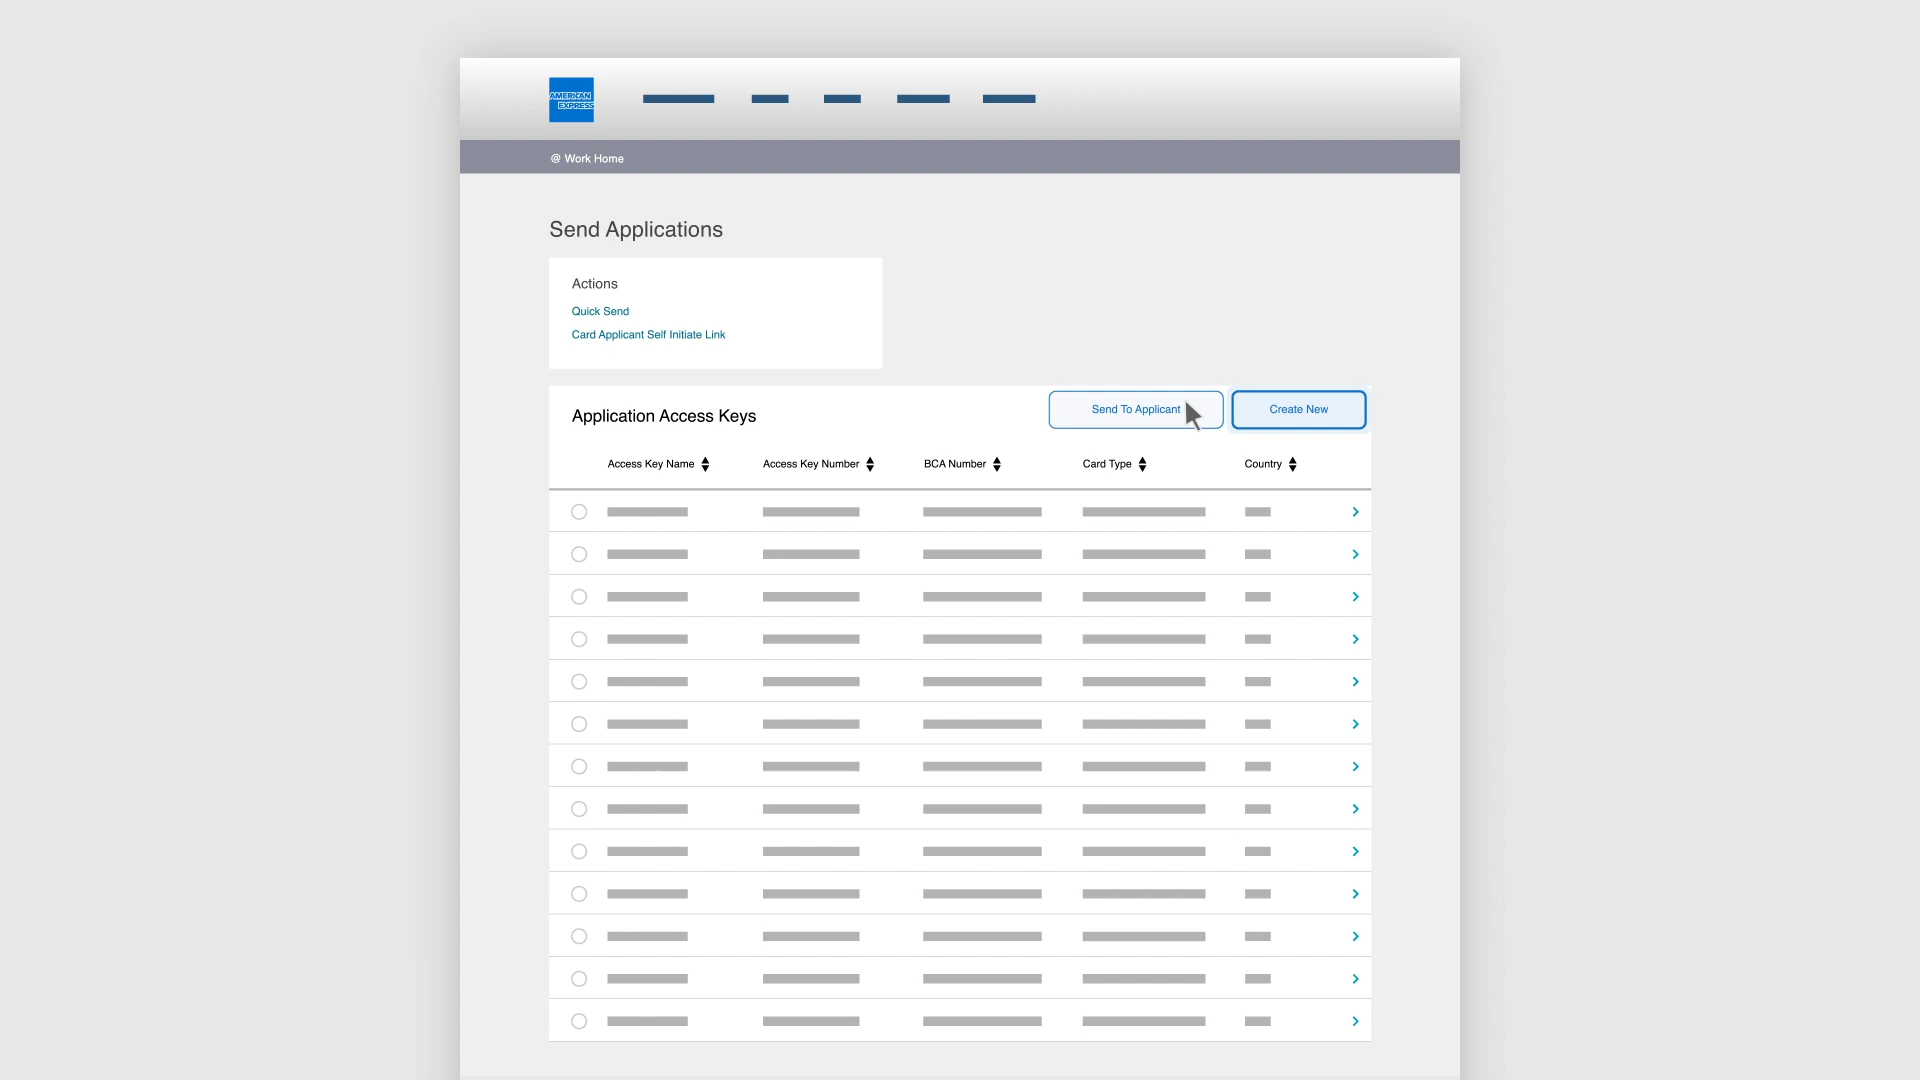 AMERICAN
EXPRESS
@ Work Home
Send Applications
Actions
Quick Send
Card Applicant Self Initiate Link
Application Access Keys
Send To Applicant
Create New
Access Key Name
Access Key Number
BCA Number
Card Type
Country